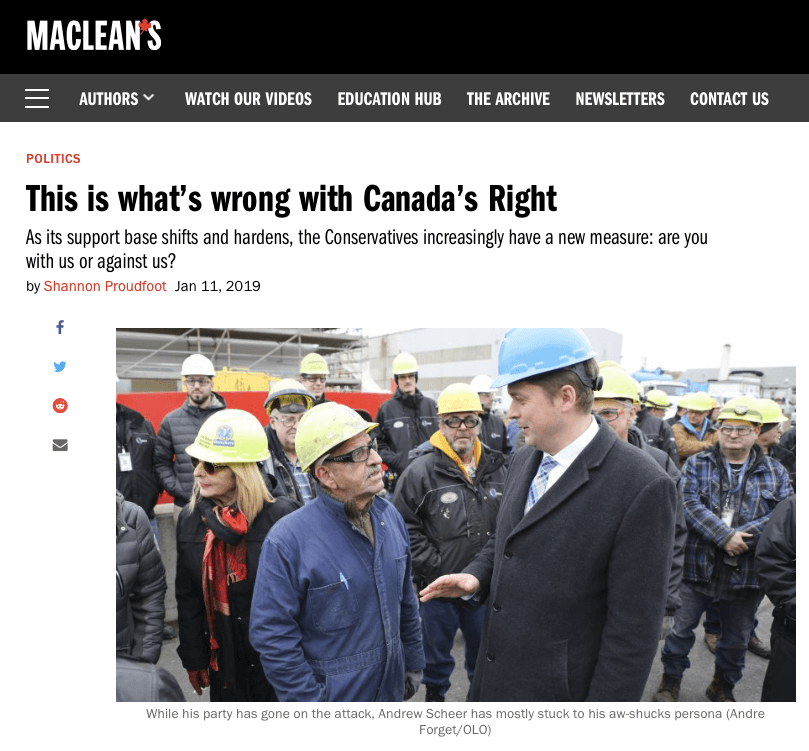 MACLEAN'S
AUTHORS WATCH OUR VIDEOS EDUCATION HUB THE ARCHIVE NEWSLETTERS CONTACT US
POLITICS
This is what’s wrong with Canada’s Right
As its support base shifts and hardens, the Conservatives increasingly have a new measure: are you
with us or against us?
by Shannon Proudfoot Jan 11, 2019
While his party has gone on the attack, Andrew Scheer has mostly stuck to his aw-shucks persona (Andre
Forget/OLO)